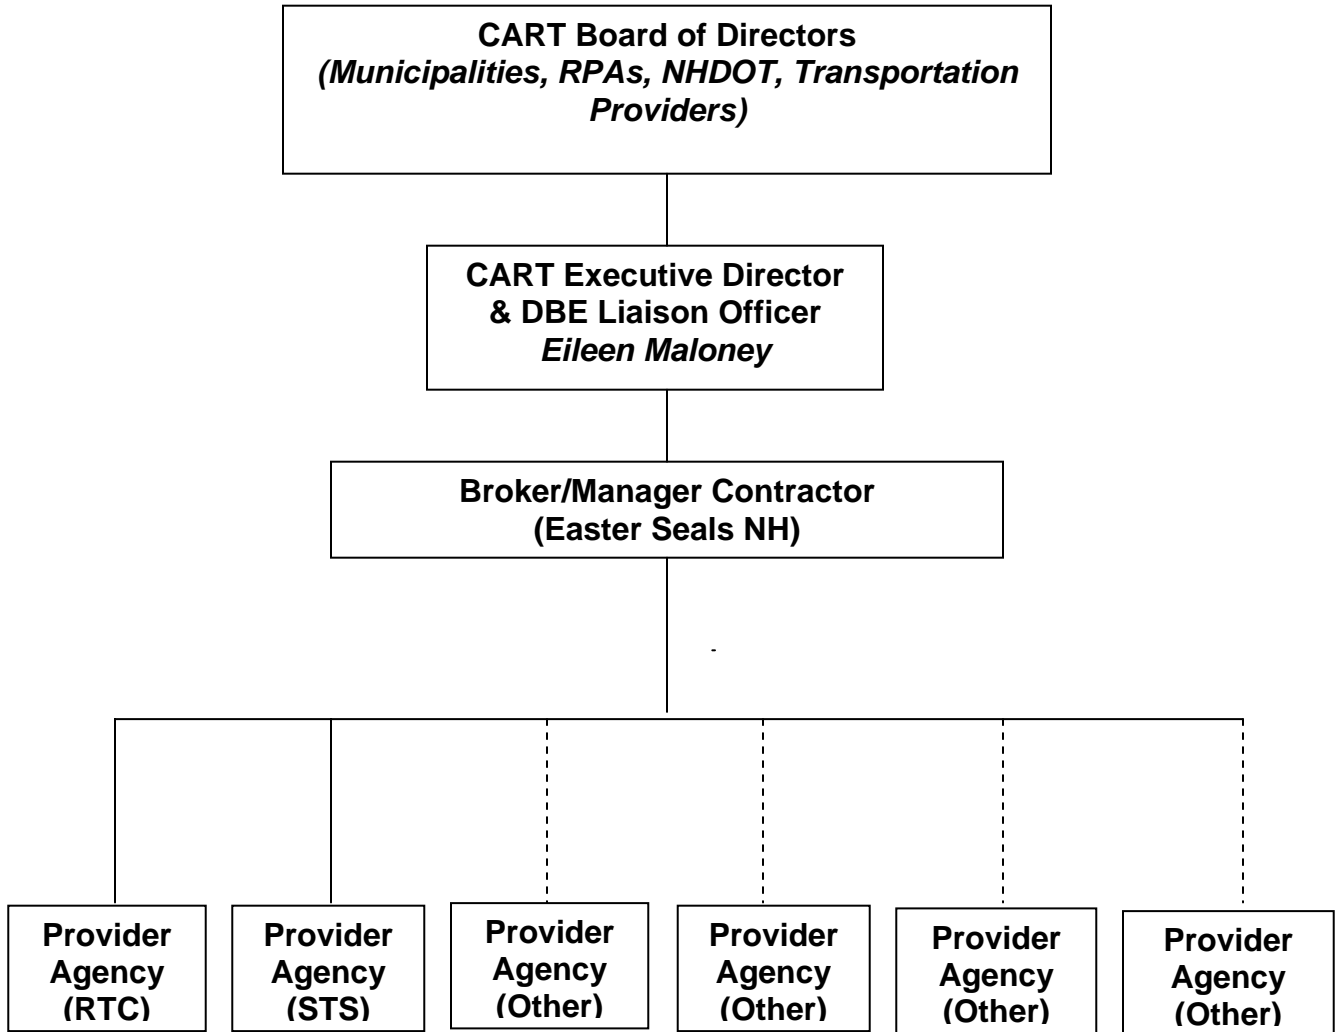 CART Board of Directors
(Municipalities, RPAs, NHDOT, Transportation
Providers)
CART Executive Director
& DBE Liaison Officer
Eileen Maloney
Broker/Manager Contractor
(Easter Seals NH)
-
Provider
Agency
(RTC)
Provider
Agency
(STS)
Provider
Agency
(Other)
Provider
Agency
(Other)
Provider
Agency
(Other)
Provider
Agency
(Other)